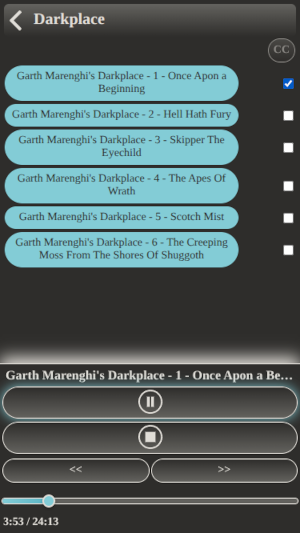 Darkplace
CC
Garth Marenghi's Darkplace - 1 - Once Apon a
Beginning
Garth Marenghi's Darkplace - 2 - Hell Hath Fury
Garth Marenghi's Darkplace - 3 - Skipper The
Eyechild
Garth Marenghi's Darkplace - 4 - The Apes Of
Wrath
Garth Marenghi's Darkplace - 5 - Scotch Mist
Garth Marenghi's Darkplace - 6 - The Creeping
Moss From The Shores Of Shuggoth
Garth Marenghi's Darkplace - 1 - Once Apon a Be...
<< >>
3:53 / 24:13